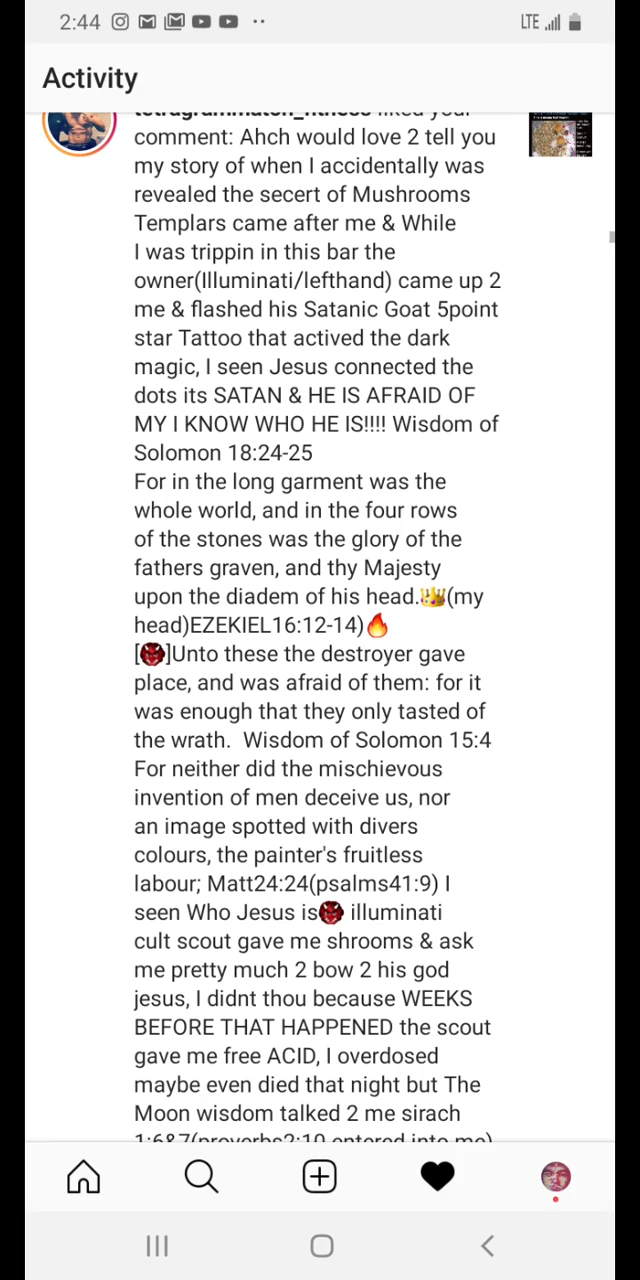 2:44
LTE
Activity
tetragrammaton_fitness liked your
comment: Ahch would love 2 tell you
my story of when I accidentally was
revealed the secert of Mushrooms
Templars came after me & While
I was trippin in this bar the
owner(Illuminati/lefthand) came up 2
me & flashed his Satanic Goat 5point
star Tattoo that actived the dark
magic, I seen Jesus connected the
dots its SATAN & HE IS AFRAID OF
MY I KNOW WHO HE IS!!!! Wisdom of
Solomon 18:24-25
For in the long garment was the
whole world, and in the four rows
of the stones was the glory of the
fathers graven, and thy Majesty
upon the diadem of his head.👑(my
head)EZEKIEL16:12-14)🔥
[👹]Unto these the destroyer gave
place, and was afraid of them: for it
was enough that they only tasted of
the wrath.  Wisdom of Solomon 15:4
For neither did the mischievous
invention of men deceive us, nor
an image spotted with divers
colours, the painter's fruitless
labour; Matt24:24(psalms41:9) I
seen Who Jesus is👹 illuminati
cult scout gave me shrooms & ask
me pretty much 2 bow 2 his god
jesus, I didnt thou because WEEKS
BEFORE THAT HAPPENED the scout
gave me free ACID, I overdosed
maybe even died that night but The
Moon wisdom talked 2 me sirach
1:6&7(proverbs2:10 entered into me)